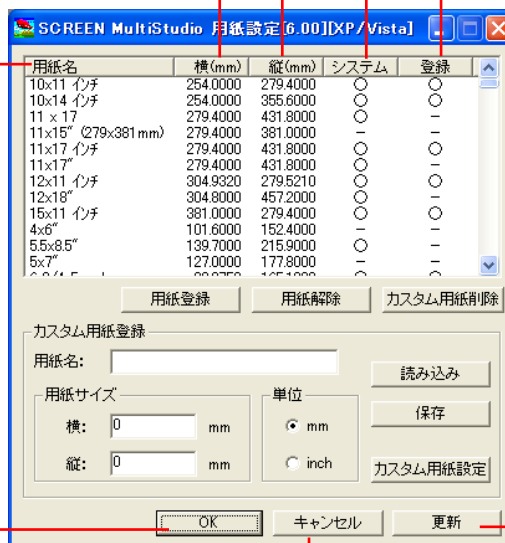 SCREEN MultiStudio 用紙設定[6.00][XP/Vista]
用紙名 横(mm) 縦(mm) システム 登録
10x11 インチ 254.0000 279.4000 ○ ○
10x14 インチ 254.0000 355.6000 ○ ○
11 x 17 279.4000 431.8000 ○ −
11x15″ (279x381mm) 279.4000 381.0000 − −
11x17 インチ 279.4000 431.8000 ○ ○
11x17″ 279.4000 431.8000 ○ −
12x11 インチ 304.9320 279.5210 ○ ○
12x18″ 304.8000 457.2000 ○ −
15x11 インチ 381.0000 279.4000 ○ ○
4x6″ 101.6000 152.4000 − −
5.5x8.5″ 139.7000 215.9000 ○ −
5x7″ 127.0000 177.8000 − −
用紙登録 用紙解除 カスタム用紙削除
カスタム用紙登録
用紙名:
読み込み
用紙サイズ 単位
保存
横: 0 mm mm
縦: 0 mm inch
カスタム用紙設定
OK キャンセル 更新